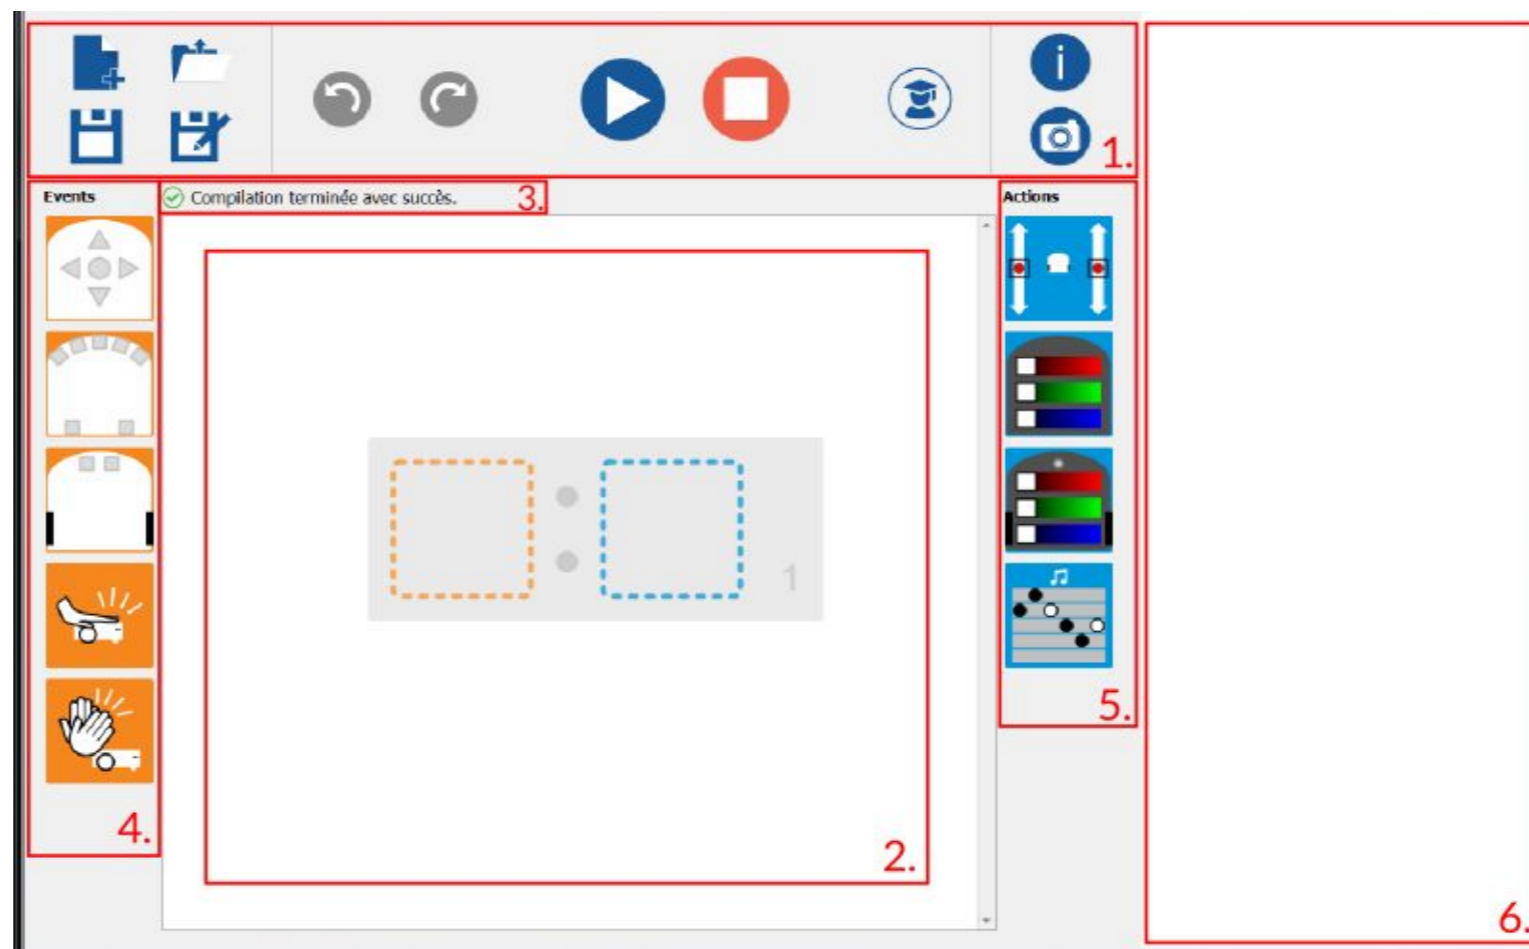 i
1.
Events
Compilation terminée avec succès.
3.
Actions
1
5.
4.
2.
6.